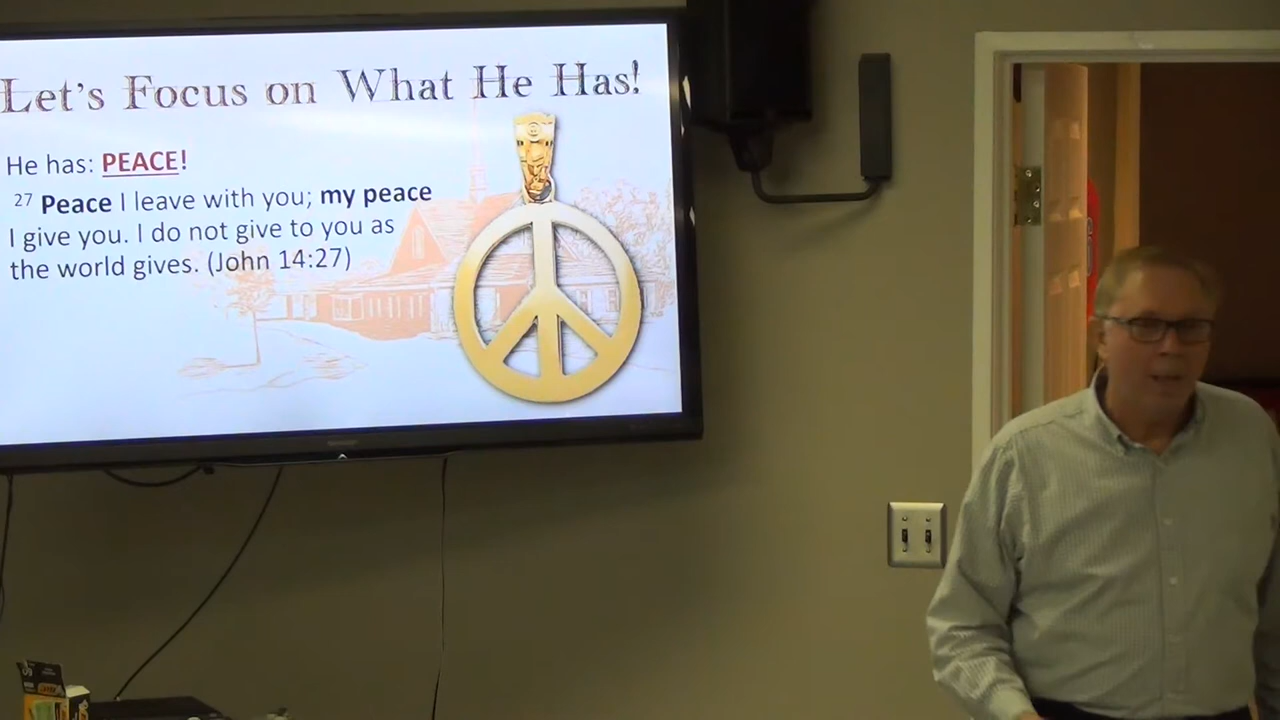 Let's Focus on What He Has!
He has: PEACE!
27 Peace I leave with you; my peace
I give you. I do not give to you as
the world gives. (John 14:27)